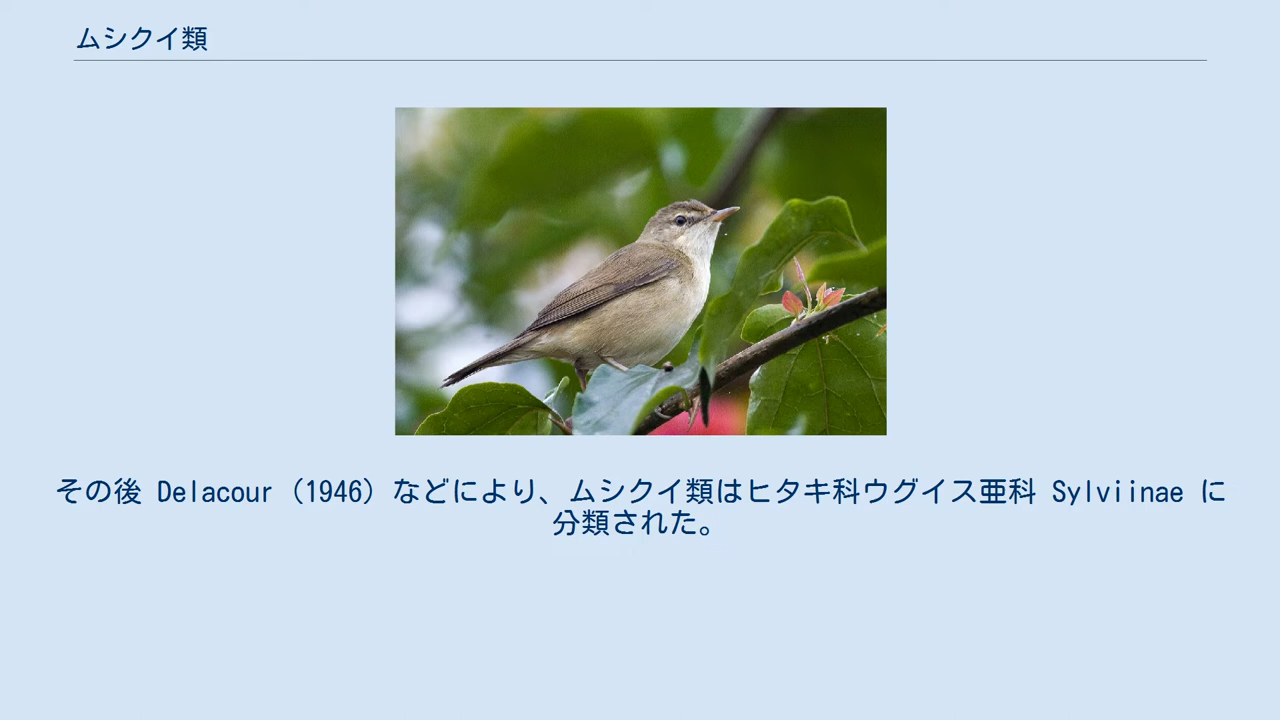 ムシクイ類
その後 Delacour (1946) などにより、ムシクイ類はヒタキ科ウグイス亜科 Sylviinae に
分類された。